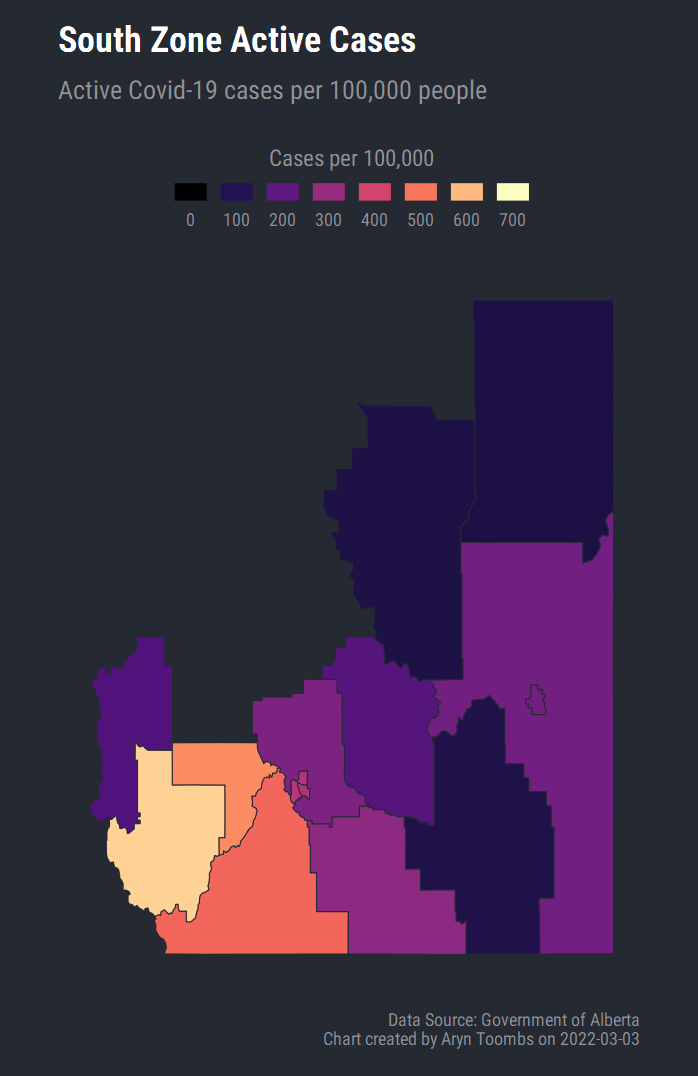 South Zone Active Cases
Active Covid-19 cases per 100,000 people
Cases per 100,000
0 100 200 300 400 500 600 700
Data Source: Government of Alberta
Chart created by Aryn Toombs on 2022-03-03